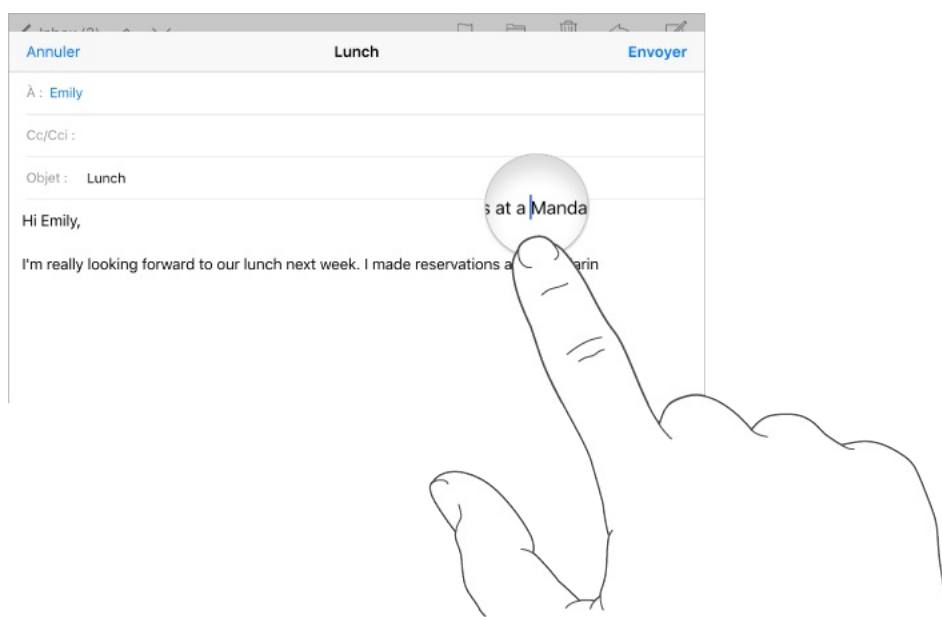 Annuler Lunch Envoyer
À : Emily
Cc/Cci :
Objet : Lunch
s at a Manda
Hi Emily,
I'm really looking forward to our lunch next week. I made reservations a arin